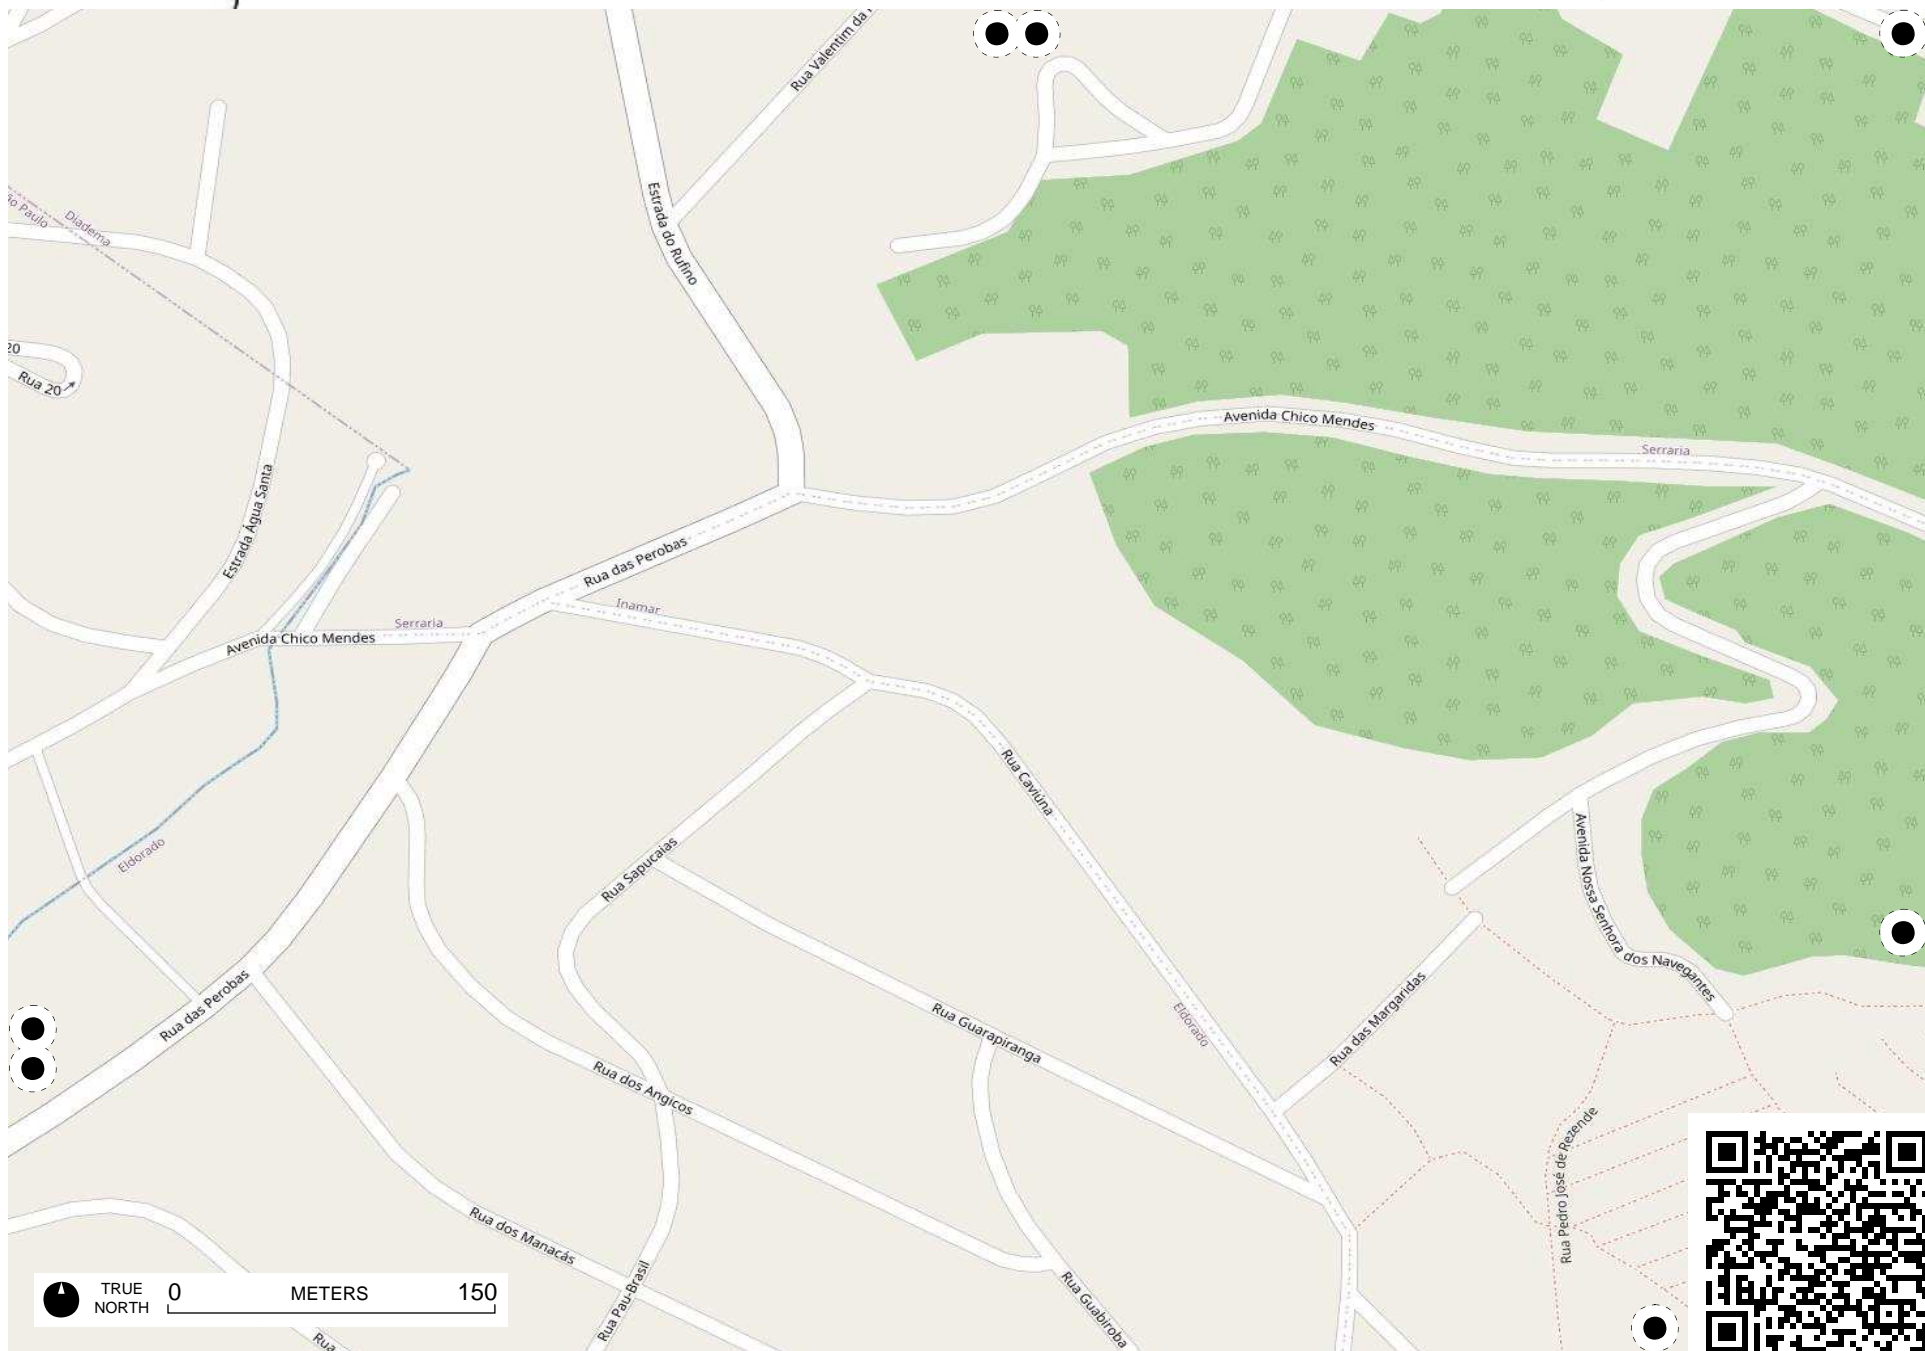 Rua Valentim da
Estrada do Rufino
Diadema
Paulo
20
Rua 20
Avenida Chico Mendes
Serraria
Estrada Água Santa
Rua das Perobas
Inamar
Serraria
Avenida Chico Mendes
Rua Caviúna
Eldorado
Rua Sapucaias
Avenida Nossa Senhora dos Navegantes
Rua das Perobas
Rua Guarapiranga
Eldorado
Rua das Margaridas
Rua dos Angicos
Rua Pedro José de Rezende
Rua dos Manacás
Rua Pau-Brasil
Rua Guabiroba
TRUE
NORTH
0 METERS 150
Rua